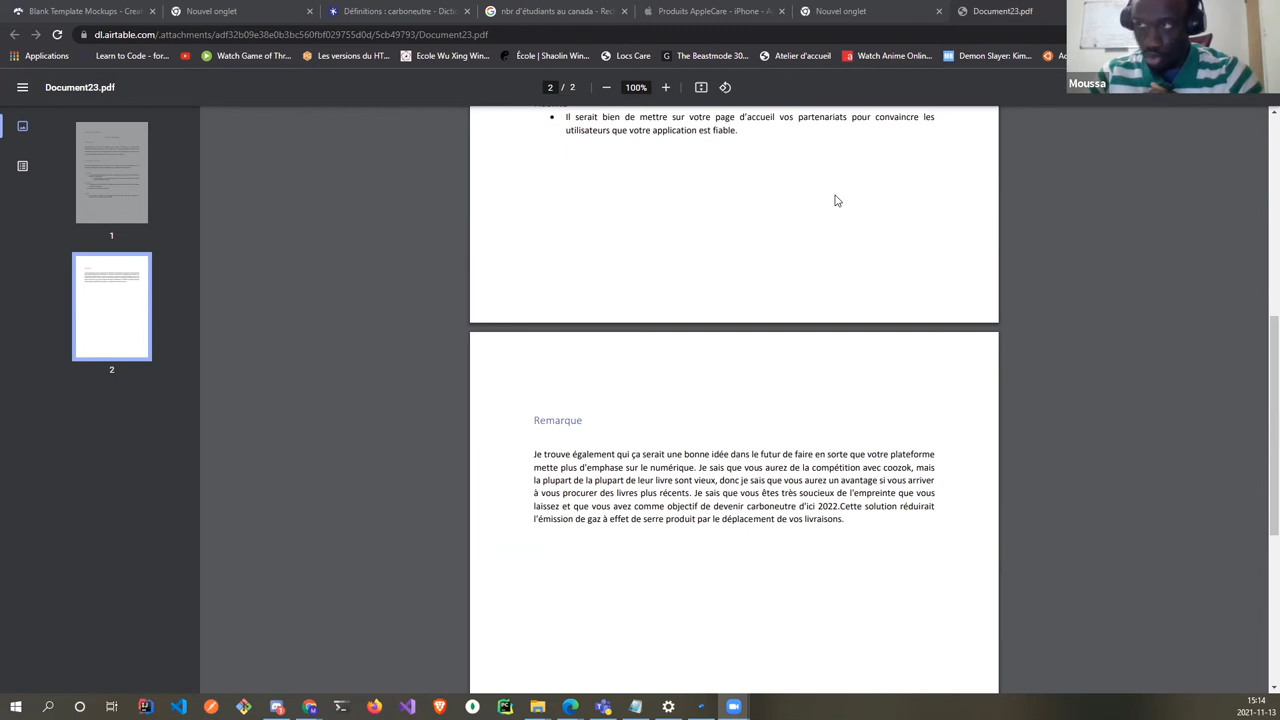 Blank Template Mockups - Creat
Nouvel onglet
Définitions : carboneutre - Dictio
nbr d'étudiants au canada - Rec
Produits AppleCare - iPhone - A
Nouvel onglet
Document23.pdf
dl.airtable.com/.attachments/adf32b09e38e0b3bc560fbf029755d0d/5cb49793/Document23.pdf
Applications
Learn to Code - for...
Watch Game Of Thr...
Les versions du HT...
Ee Wu Xing Win...
École | Shaolin Win...
Locs Care
The Beastmode 30:...
Atelier d'accueil
Watch Anime Onlin...
Demon Slayer: Kim...
Moussa
Document23.pdf
2 / 2
100%
Il serait bien de mettre sur votre page d'accueil vos partenariats pour convaincre les
utilisateurs que votre application est fiable.
1
2
Remarque
Je trouve également qui ça serait une bonne idée dans le futur de faire en sorte que votre plateforme
mette plus d'emphase sur le numérique. Je sais que vous aurez de la compétition avec coozok, mais
la plupart de la plupart de leur livre sont vieux, donc je sais que vous aurez un avantage si vous arriver
à vous procurer des livres plus récents. Je sais que vous êtes très soucieux de l'empreinte que vous
laissez et que vous avez comme objectif de devenir carboneutre d'ici 2022.Cette solution réduirait
l'émission de gaz à effet de serre produit par le déplacement de vos livraisons.
15:14
2021-11-13